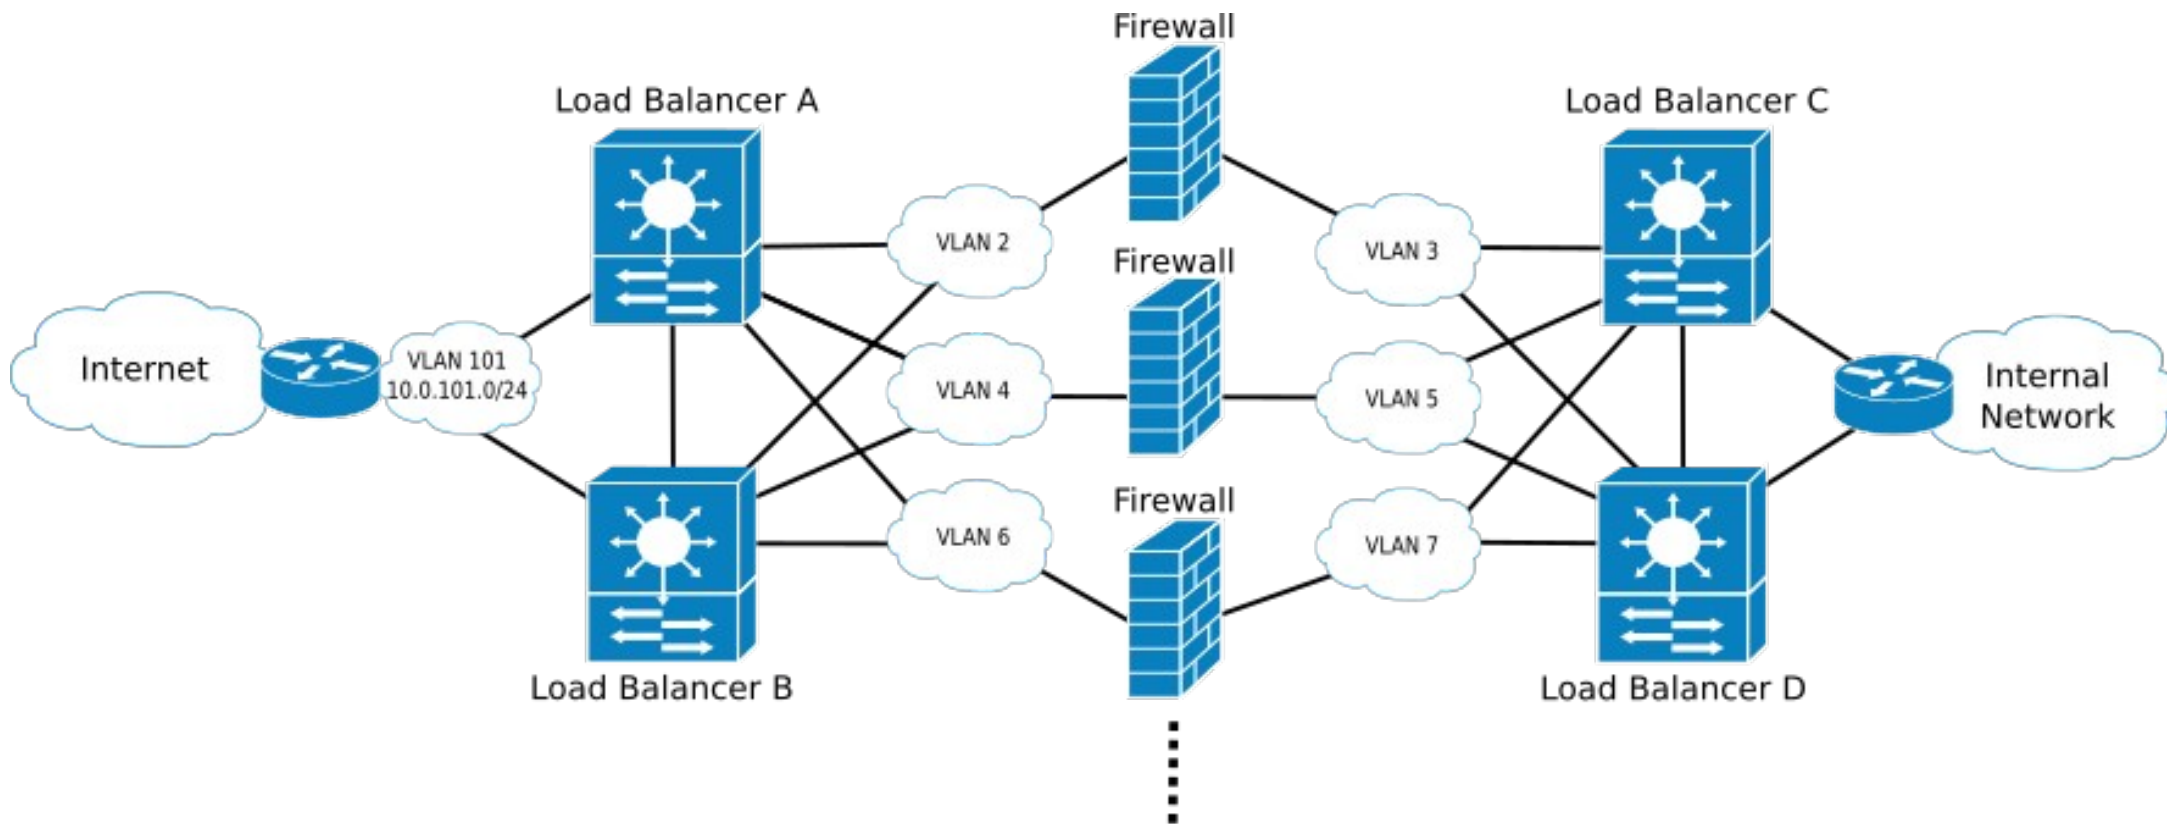 Firewall
Load Balancer A
Load Balancer C
VLAN 2
VLAN 3
Firewall
Internet
VLAN 101
10.0.101.0/24
VLAN 4
VLAN 5
Internal
Network
Firewall
VLAN 6
VLAN 7
Load Balancer B
Load Balancer D